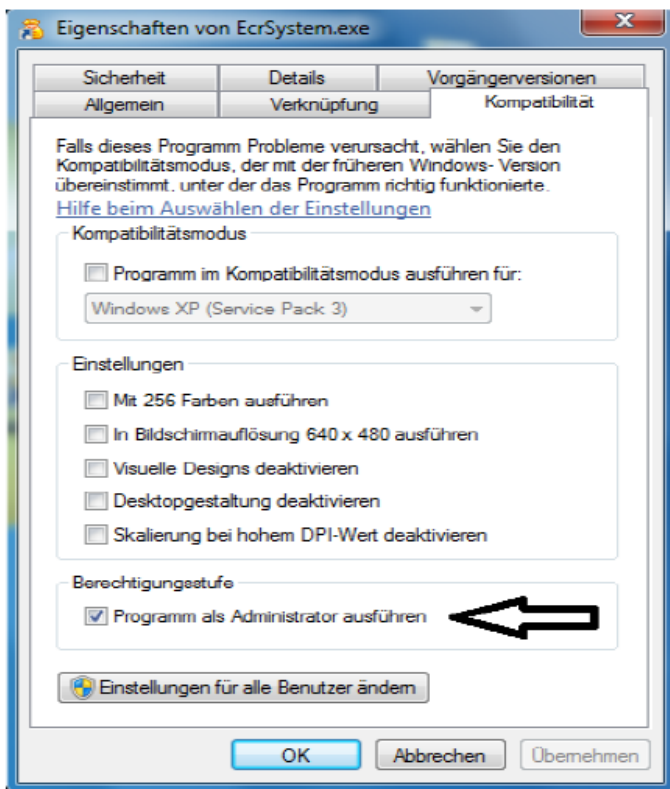 Eigenschaften von EcrSystem.exe
Sicherheit Details Vorgängerversionen
Allgemein Verknüpfung Kompatibilität
Falls dieses Programm Probleme verursacht, wählen Sie den
Kompatibilitätsmodus, der mit der früheren Windows- Version
übereinstimmt, unter der das Programm richtig funktionierte.
Hilfe beim Auswählen der Einstellungen
Kompatibilitätsmodus
Programm im Kompatibilitätsmodus ausführen für:
Windows XP (Service Pack 3)
Einstellungen
Mit 256 Farben ausführen
In Bildschirmauflösung 640 x 480 ausführen
Visuelle Designs deaktivieren
Desktopgestaltung deaktivieren
Skalierung bei hohem DPI-Wert deaktivieren
Berechtigungsstufe
Programm als Administrator ausführen
Einstellungen für alle Benutzer ändern
OK Abbrechen Übernehmen